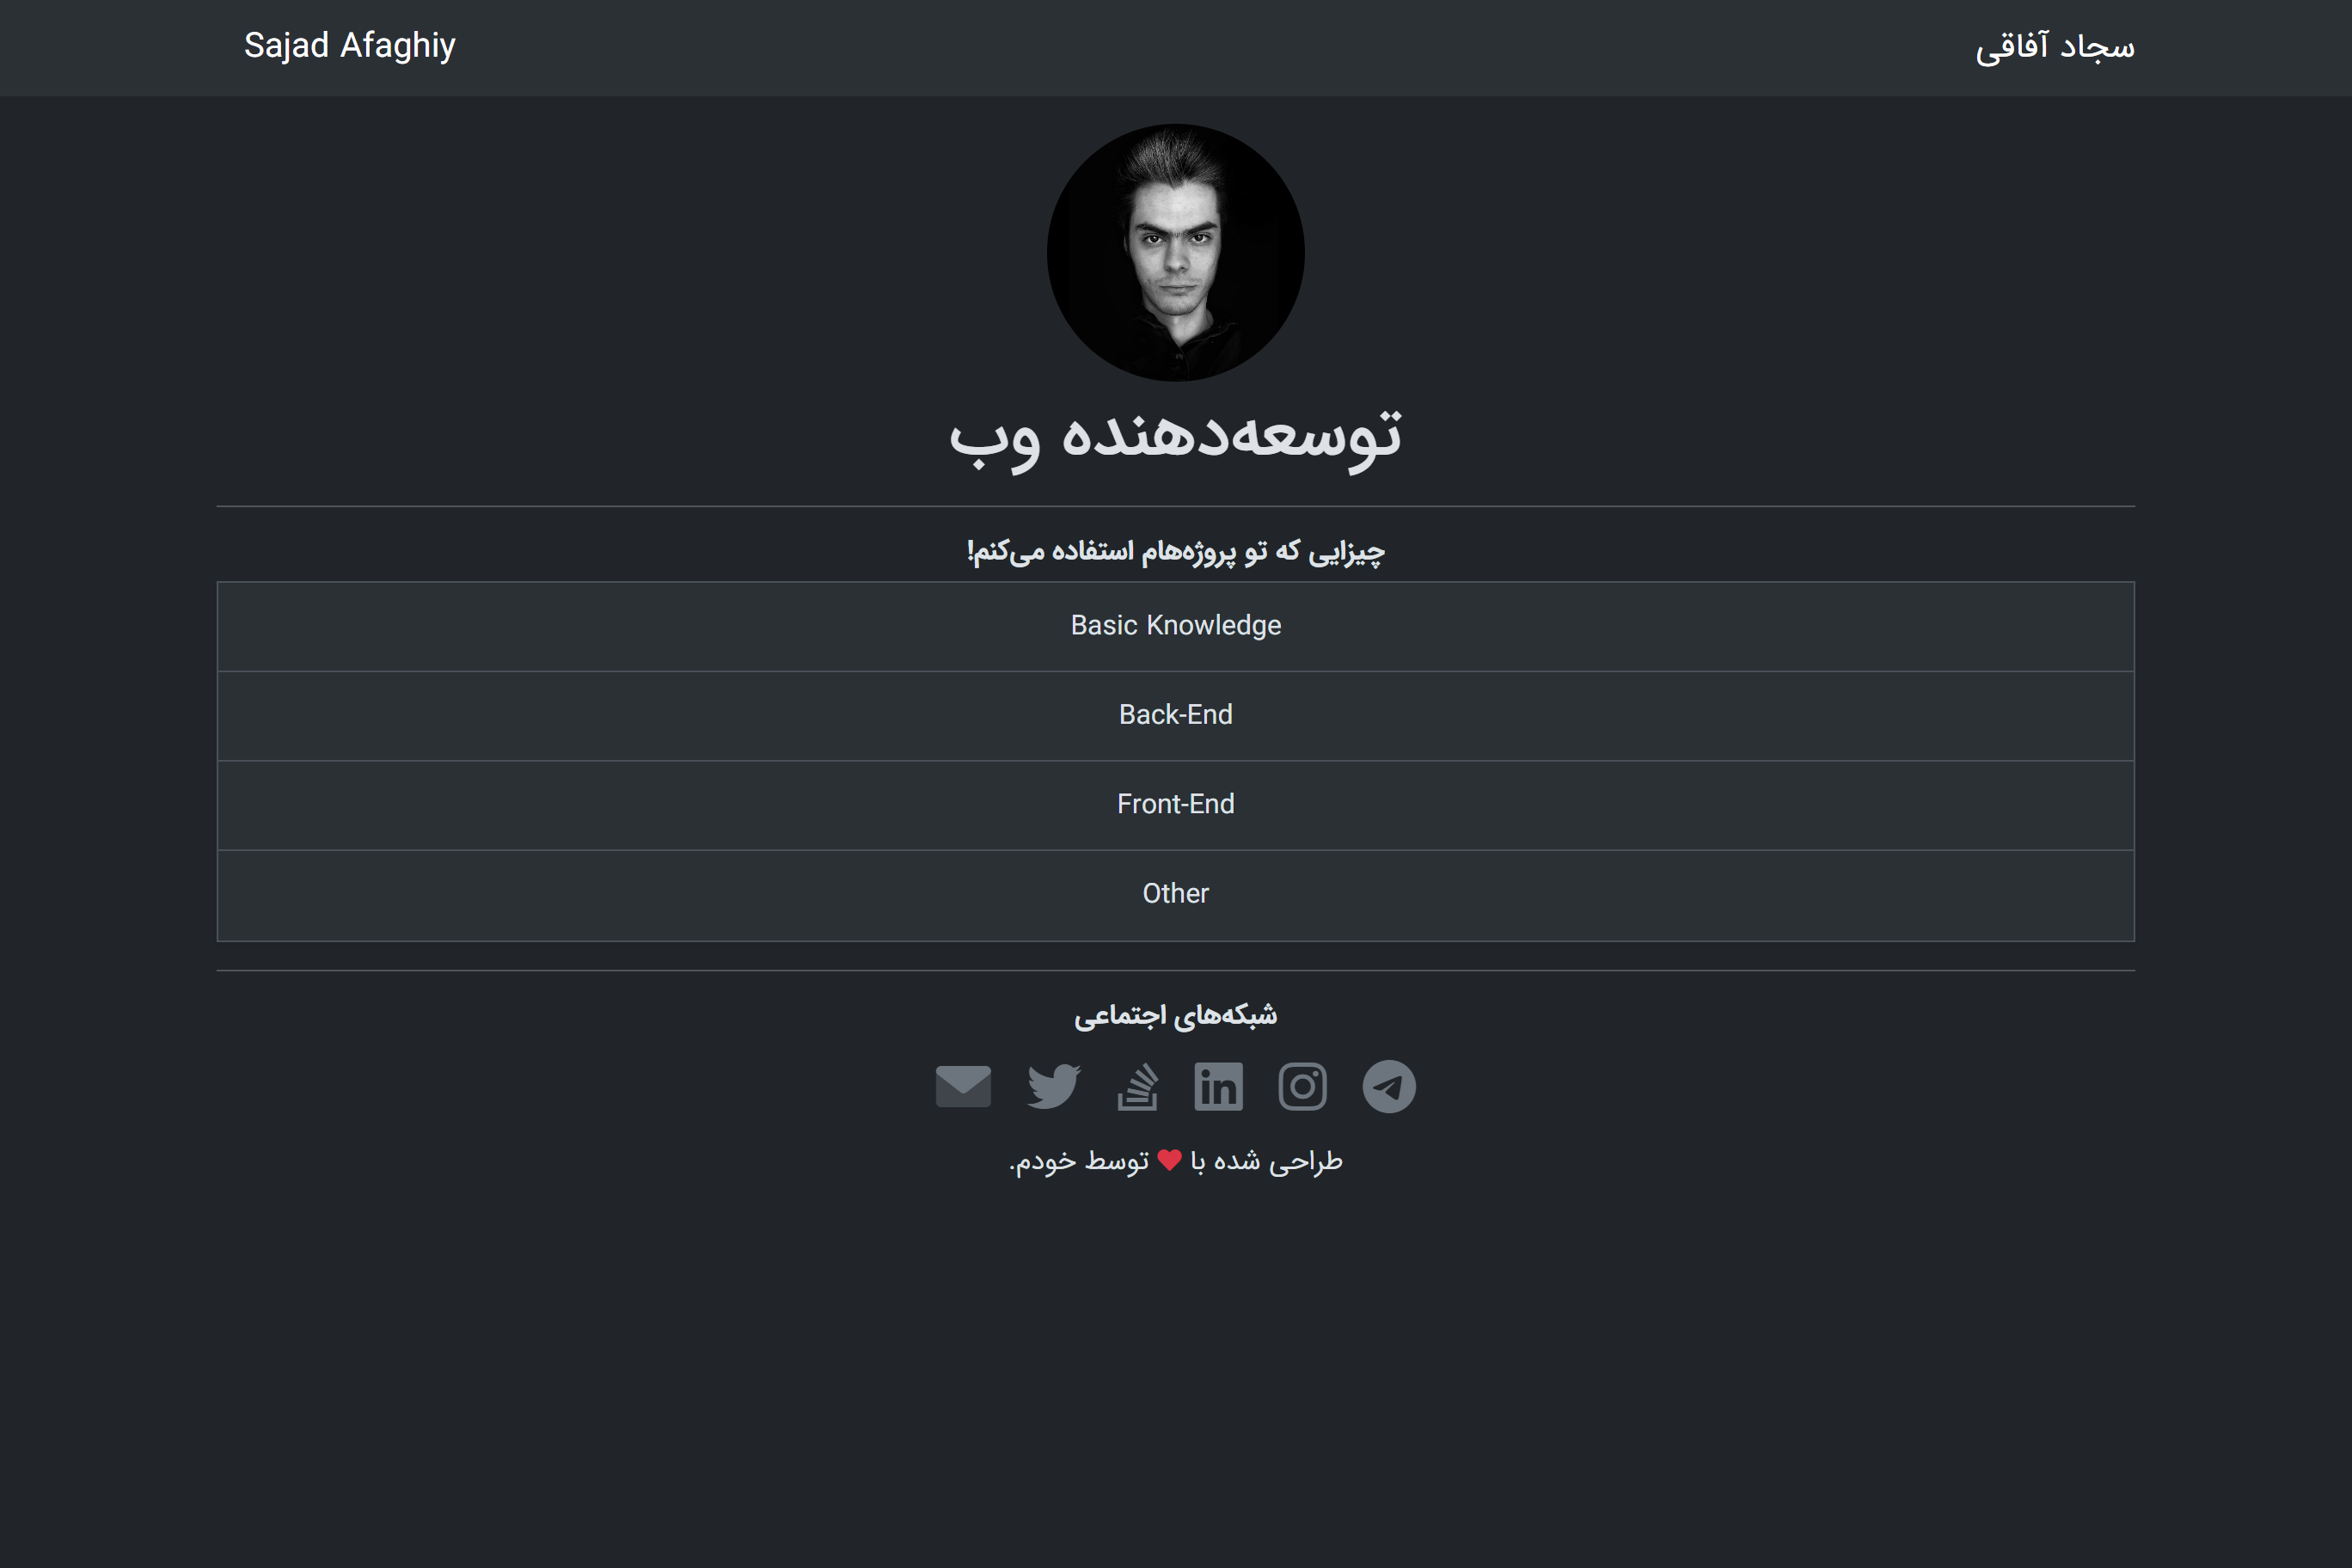 سجاد آفاقی
Sajad Afaghiy
توسعه‌دهنده وب
چیزایی که تو پروژه‌هام استفاده می‌کنم!
Basic Knowledge
Back-End
Front-End
Other
شبکه‌های اجتماعی
in
طراحی شده با ❤ توسط خودم.